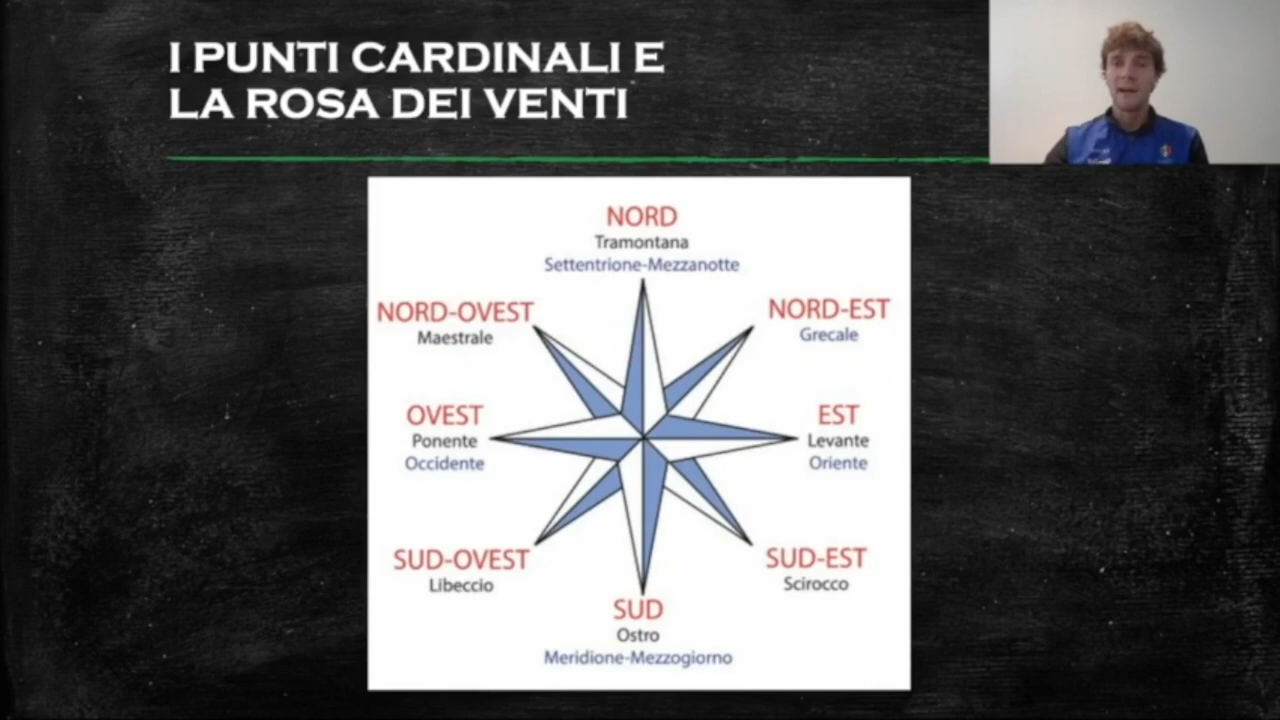 I PUNTI CARDINALI E
LA ROSA DEI VENTI
NORD
Tramontana
Settentrione-Mezzanotte
NORD-OVEST
Maestrale
NORD-EST
Grecale
OVEST
Ponente
Occidente
EST
Levante
Oriente
SUD-OVEST
Libeccio
SUD-EST
Scirocco
SUD
Ostro
Meridione-Mezzogiorno